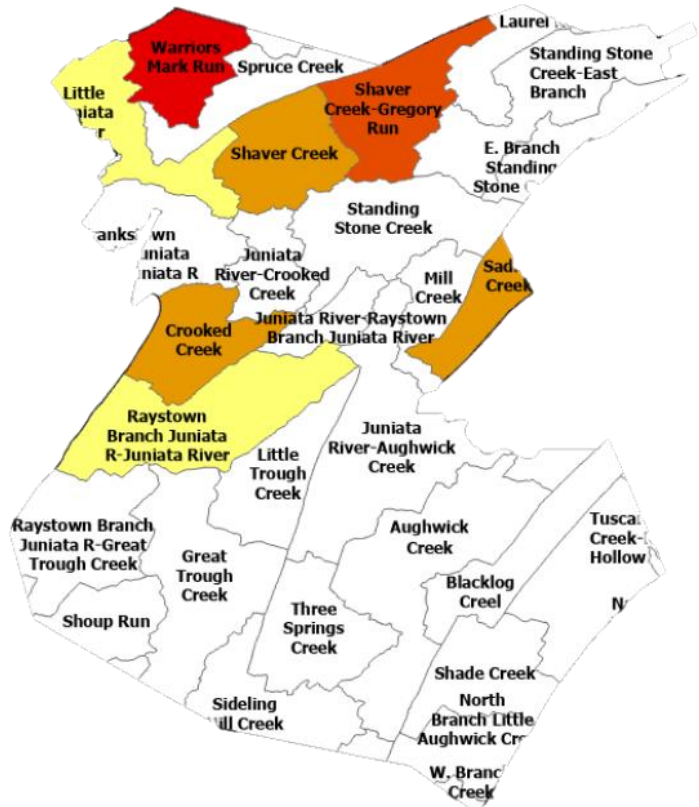 Laurel
Warriors
Mark Run
Spruce Creek
Standing Stone
Creek-East
Branch
Little
Shaver
Creek-Gregory
Run
Shaver Creek
E. Branch
Standing
Stone
Standing
Stone Creek
Juniata
River-Crooked
Creek
Mill
Creek
Creek
Crooked
Creek
Juniata River-Raystown
Branch Juniata River
Raystown
Branch Juniata
R-Juniata River
Little
Trough
Creek
Juniata
River-Aughwick
Creek
Raystown Branch
Juniata R-Great
Trough Creek
Great
Trough
Creek
Aughwick
Creek
Creek-
Hollow
Blacklog
Creel
Shoup Run
Three
Springs
Creek
Shade Creek
Sideling
Creek
North
Branch Little
Aughwick
W.
Creek